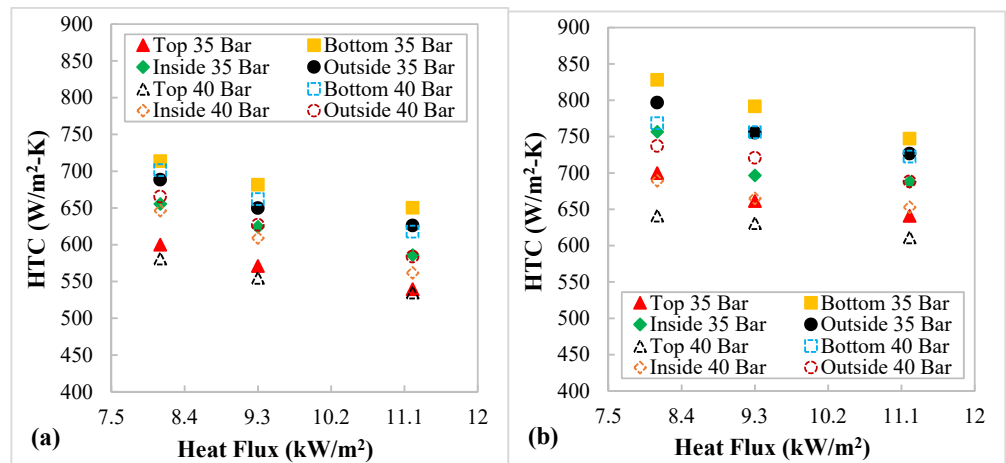 900
850
800
750
700
650
600
550
500
450
400
HTC (W/m²-K)
Top 35 Bar Bottom 35 Bar
Inside 35 Bar Outside 35 Bar
Top 40 Bar Bottom 40 Bar
Inside 40 Bar Outside 40 Bar
7.5 8.4 9.3 10.2 11.1 12
(a) Heat Flux (kW/m²)
900
850
800
750
700
650
600
550
500
450
400
HTC (W/m²-K)
Top 35 Bar Bottom 35 Bar
Inside 35 Bar Outside 35 Bar
Top 40 Bar Bottom 40 Bar
Inside 40 Bar Outside 40 Bar
7.5 8.4 9.3 10.2 11.1 12
(b) Heat Flux (kW/m²)